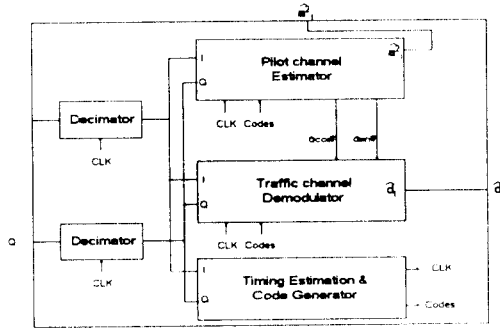 Pilot channel
Estimator
I
Q
Decimator
CLK
CLK Codes
Traffic channel
Demodulator
I
Q
Q
Decimator
CLK
CLK Codes
Timing Estimation &
Code Generator
I
Q
CLK
Codes